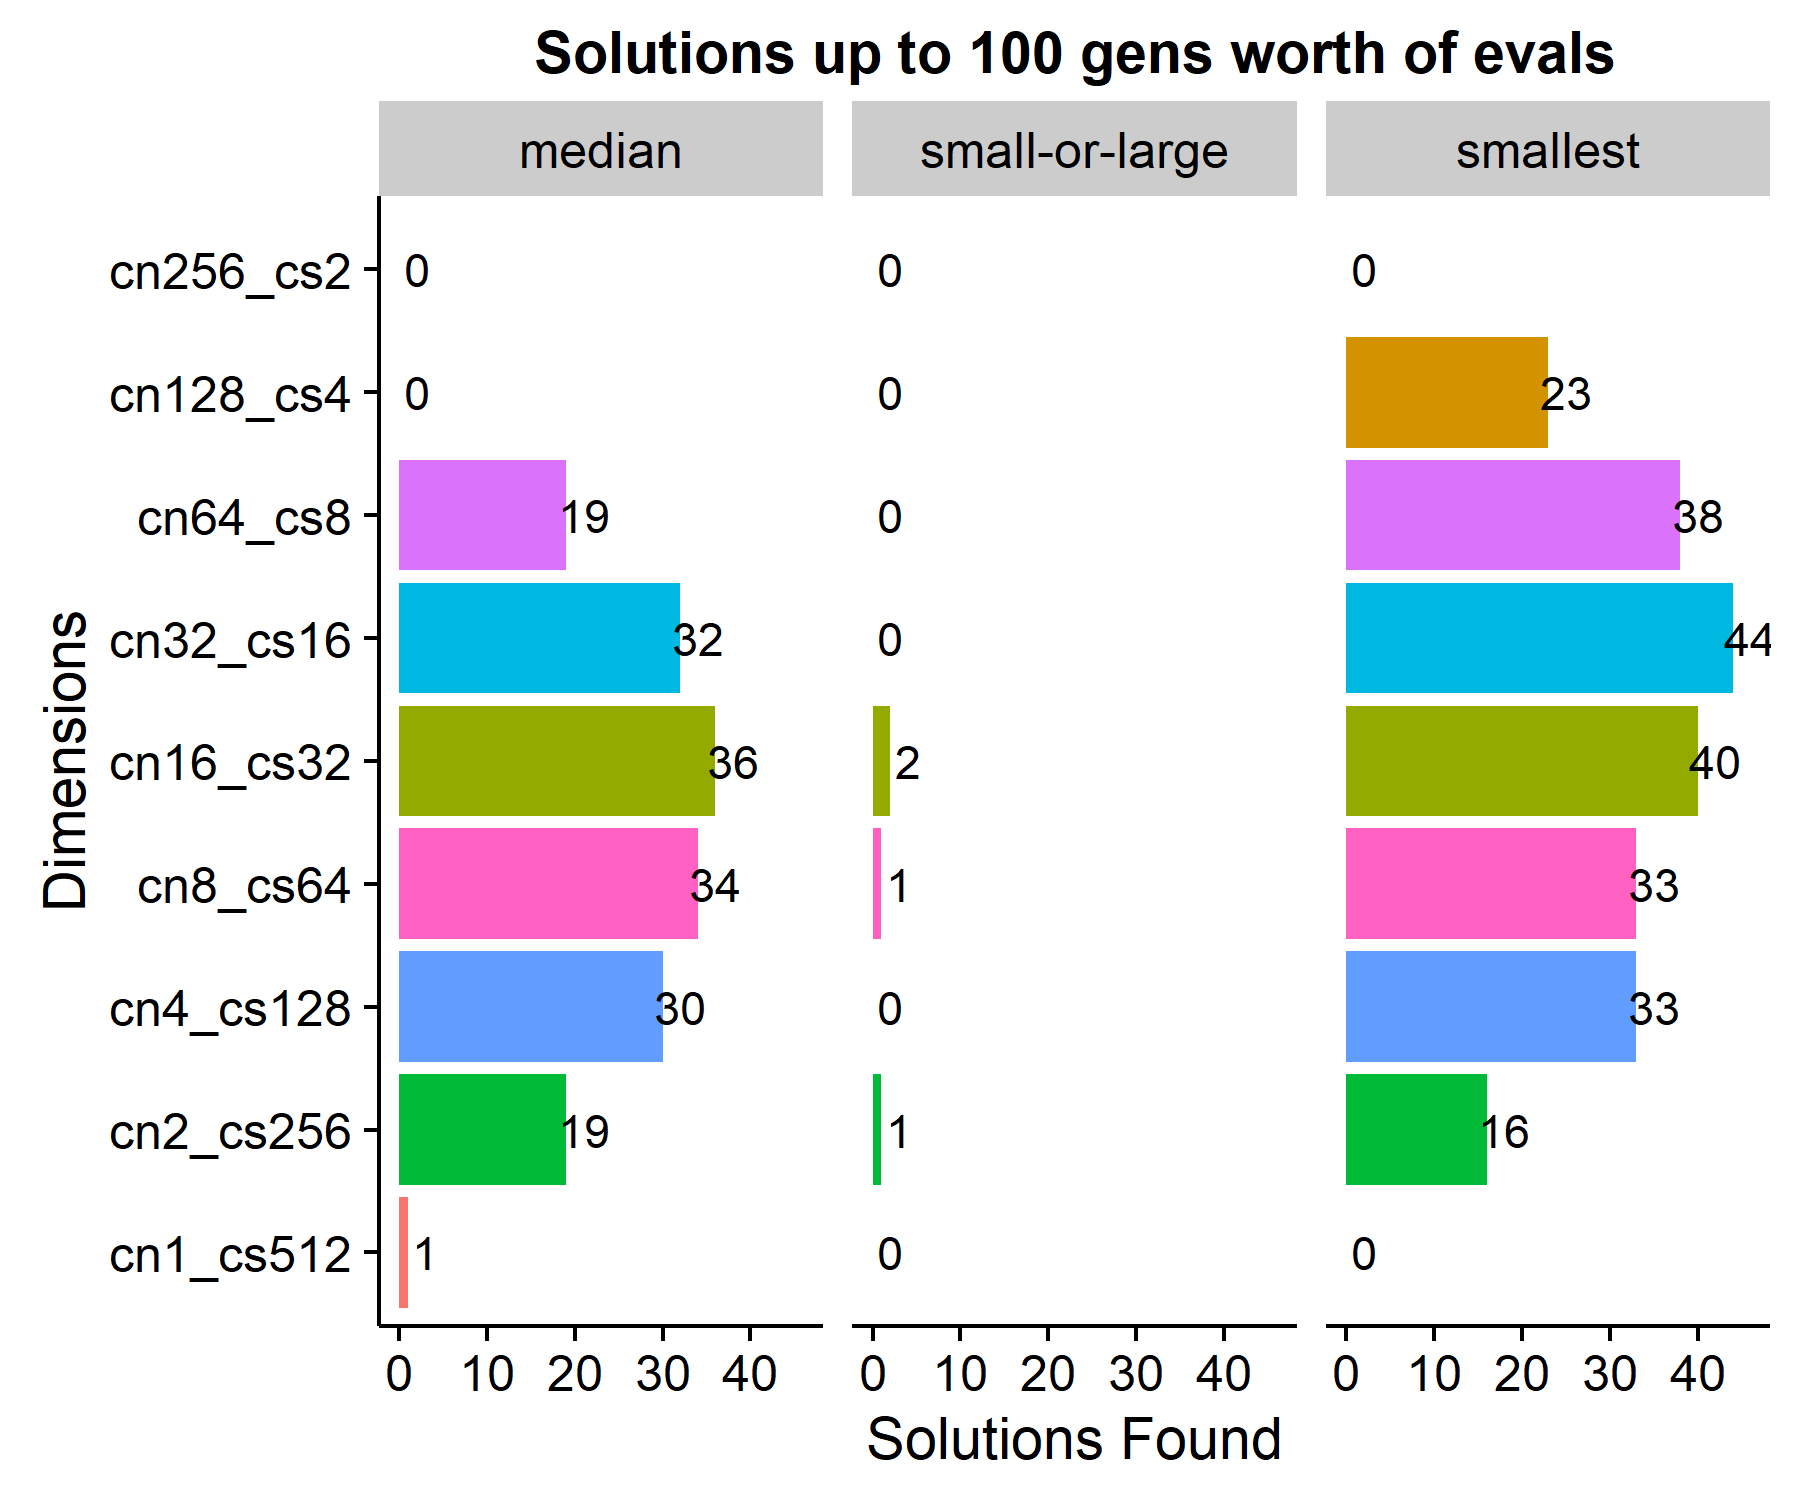 Solutions up to 100 gens worth of evals
median small-or-large smallest
cn256_cs2 0 0 0
cn128_cs4 0 0 23
cn64_cs8 19 0 38
cn32_cs16 32 0 44
cn16_cs32 36 2 40
cn8_cs64 34 1 33
cn4_cs128 30 0 33
cn2_cs256 19 1 16
cn1_cs512 1 0 0
0 10 20 30 40 0 10 20 30 40 0 10 20 30 40
Solutions Found
Dimensions